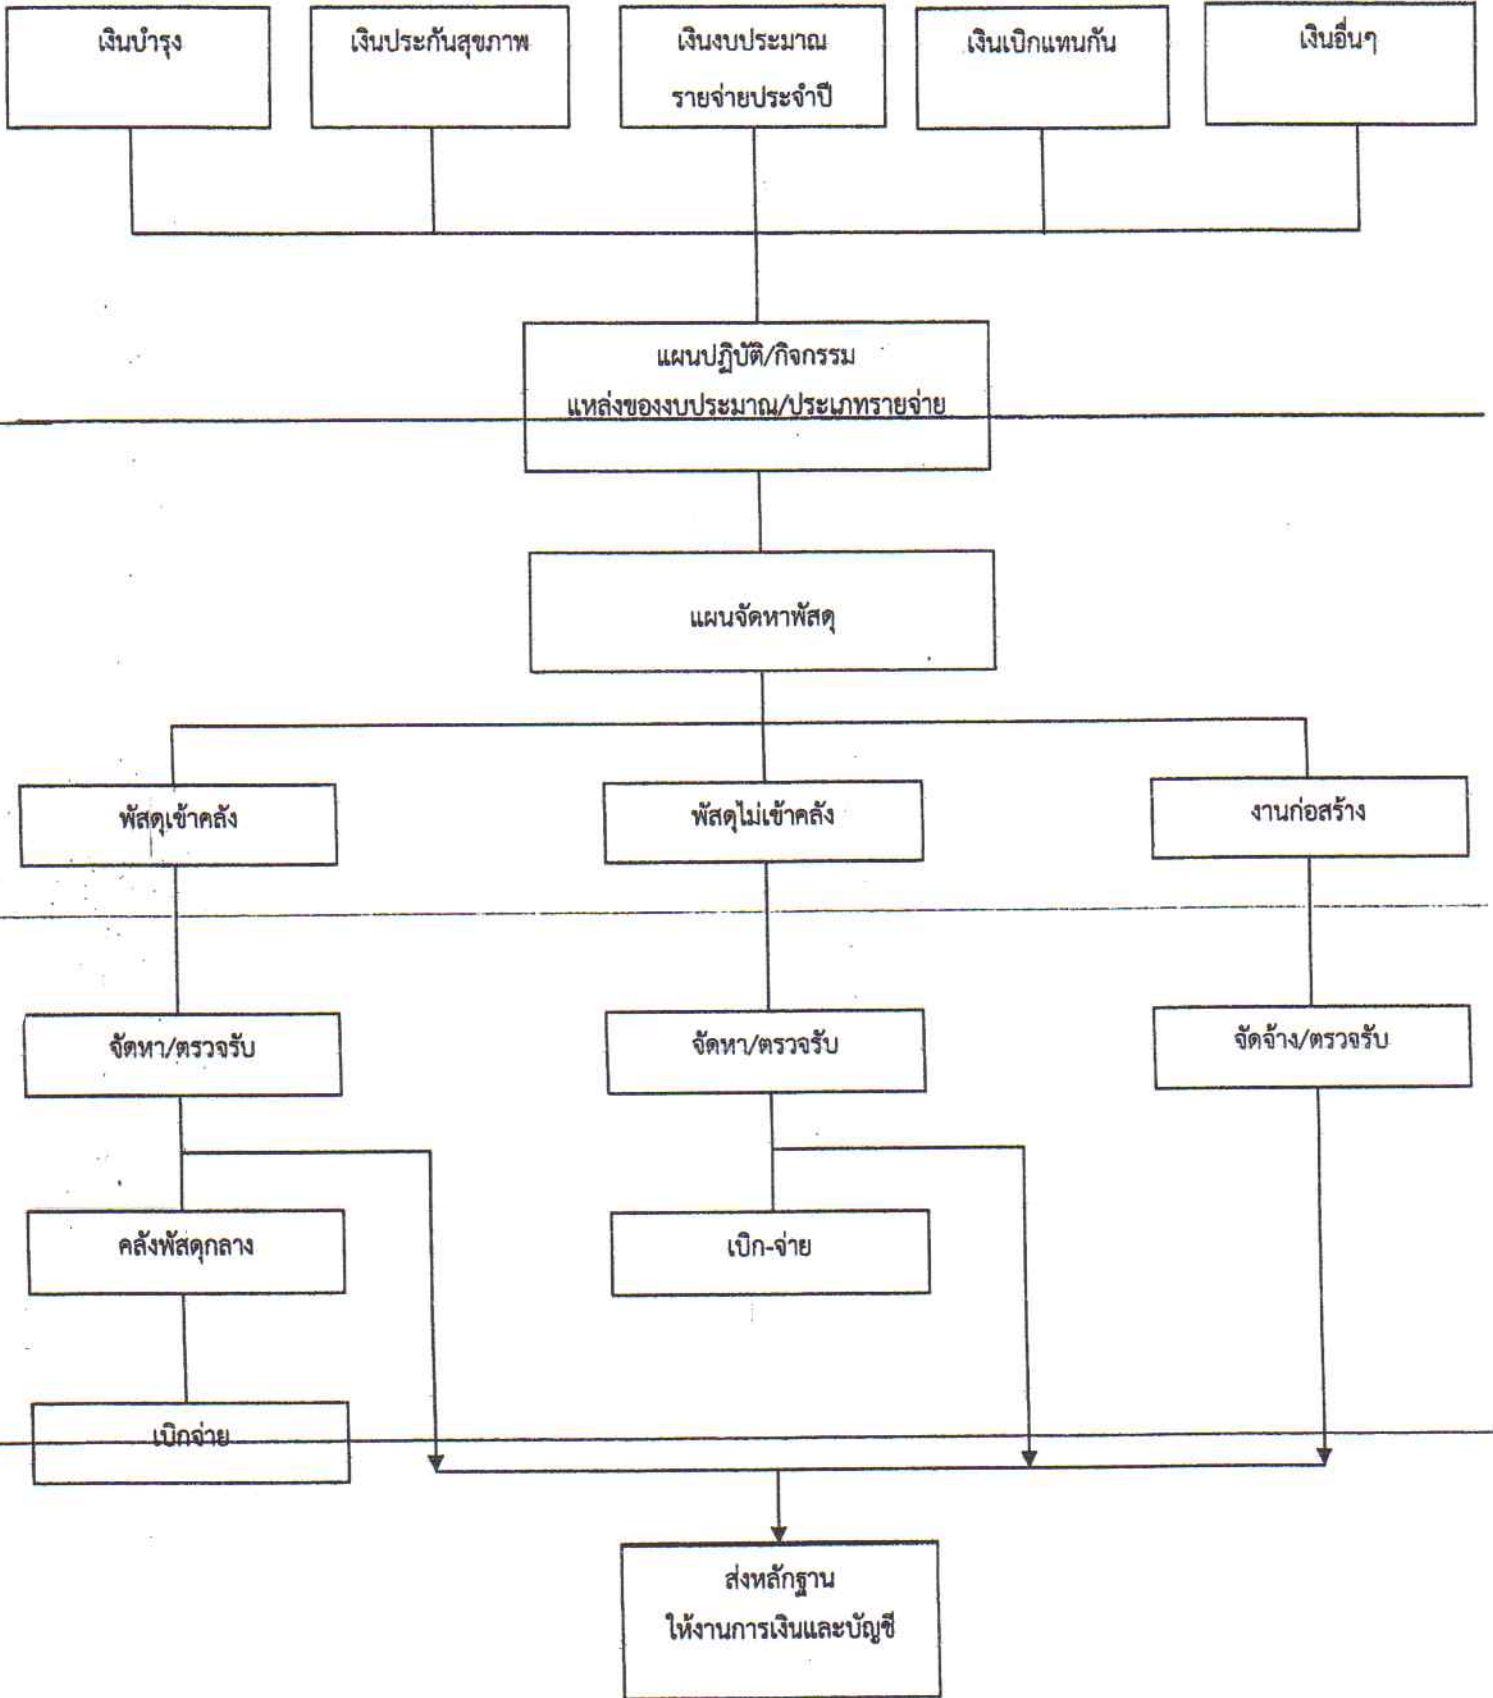 เงินบำรุง
เงินประกันสุขภาพ
เงินงบประมาณ
รายจ่ายประจำปี
เงินเบิกแทนกัน
เงินอื่นๆ
แผนปฏิบัติ/กิจกรรม
แหล่งของงบประมาณ/ประเภทรายจ่าย
แผนจัดหาพัสดุ
พัสดุเข้าคลัง
พัสดุไม่เข้าคลัง
งานก่อสร้าง
จัดหา/ตรวจรับ
จัดหา/ตรวจรับ
จัดจ้าง/ตรวจรับ
คลังพัสดุกลาง
เบิก-จ่าย
เบิกจ่าย
ส่งหลักฐาน
ให้งานการเงินและบัญชี